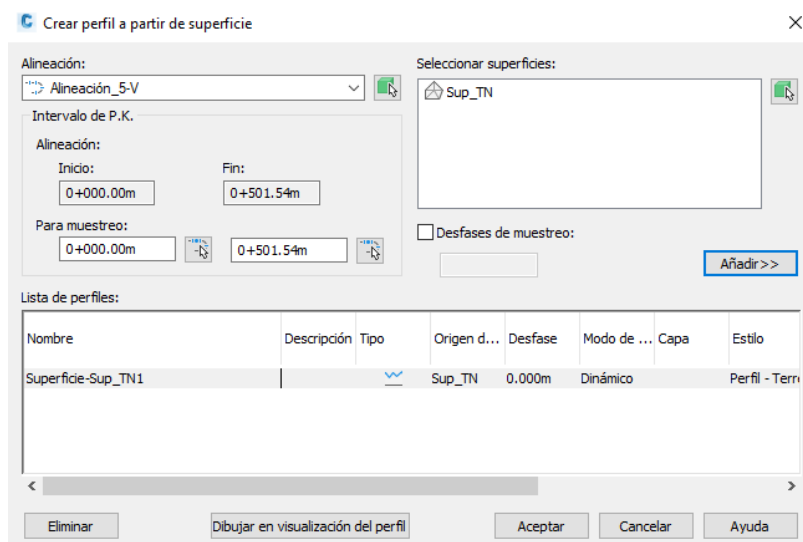 Crear perfil a partir de superficie
Alineación:
Alineación_5-V
Intervalo de P.K.
Alineación:
Inicio: Fin:
0+000.00m 0+501.54m
Para muestreo:
0+000.00m 0+501.54m
Seleccionar superficies:
Sup_TN
Desfases de muestreo:
Añadir>>
Lista de perfiles:
Nombre Descripción Tipo Origen d... Desfase Modo de ... Capa Estilo
Superficie-Sup_TN1 Sup_TN 0.000m Dinámico Perfil - Terr
Eliminar Dibujar en visualización del perfil Aceptar Cancelar Ayuda